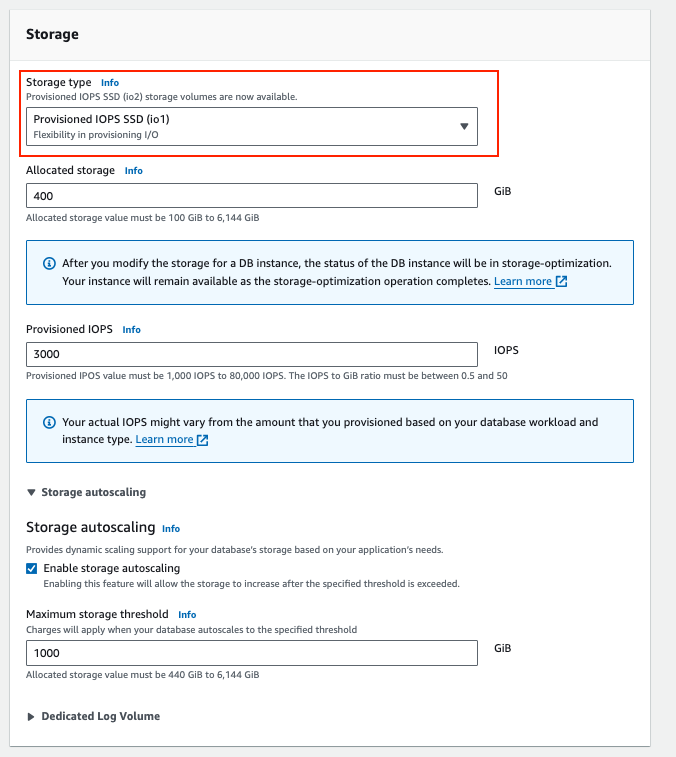 Storage
Storage type Info
Provisioned IOPS SSD (io2) storage volumes are now available.
Provisioned IOPS SSD (io1)
Flexibility in provisioning I/O
Allocated storage Info
400
GiB
Allocated storage value must be 100 GiB to 6,144 GiB
After you modify the storage for a DB instance, the status of the DB instance will be in storage-optimization.
Your instance will remain available as the storage-optimization operation completes. Learn more
Provisioned IOPS Info
3000
IOPS
Provisioned IPOS value must be 1,000 IOPS to 80,000 IOPS. The IOPS to GiB ratio must be between 0.5 and 50
Your actual IOPS might vary from the amount that you provisioned based on your database workload and
instance type. Learn more
Storage autoscaling
Storage autoscaling Info
Provides dynamic scaling support for your database's storage based on your application's needs.
Enable storage autoscaling
Enabling this feature will allow the storage to increase after the specified threshold is exceeded.
Maximum storage threshold Info
Charges will apply when your database autoscales to the specified threshold
1000
GiB
Allocated storage value must be 440 GiB to 6,144 GiB
Dedicated Log Volume